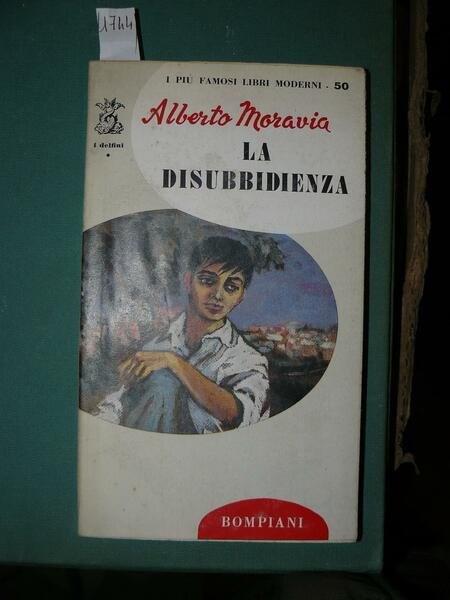 1744
I PIÙ FAMOSI LIBRI MODERNI . 50
Alberto Moravia
i delfini
LA
DISUBBIDIENZA
BOMPIANI